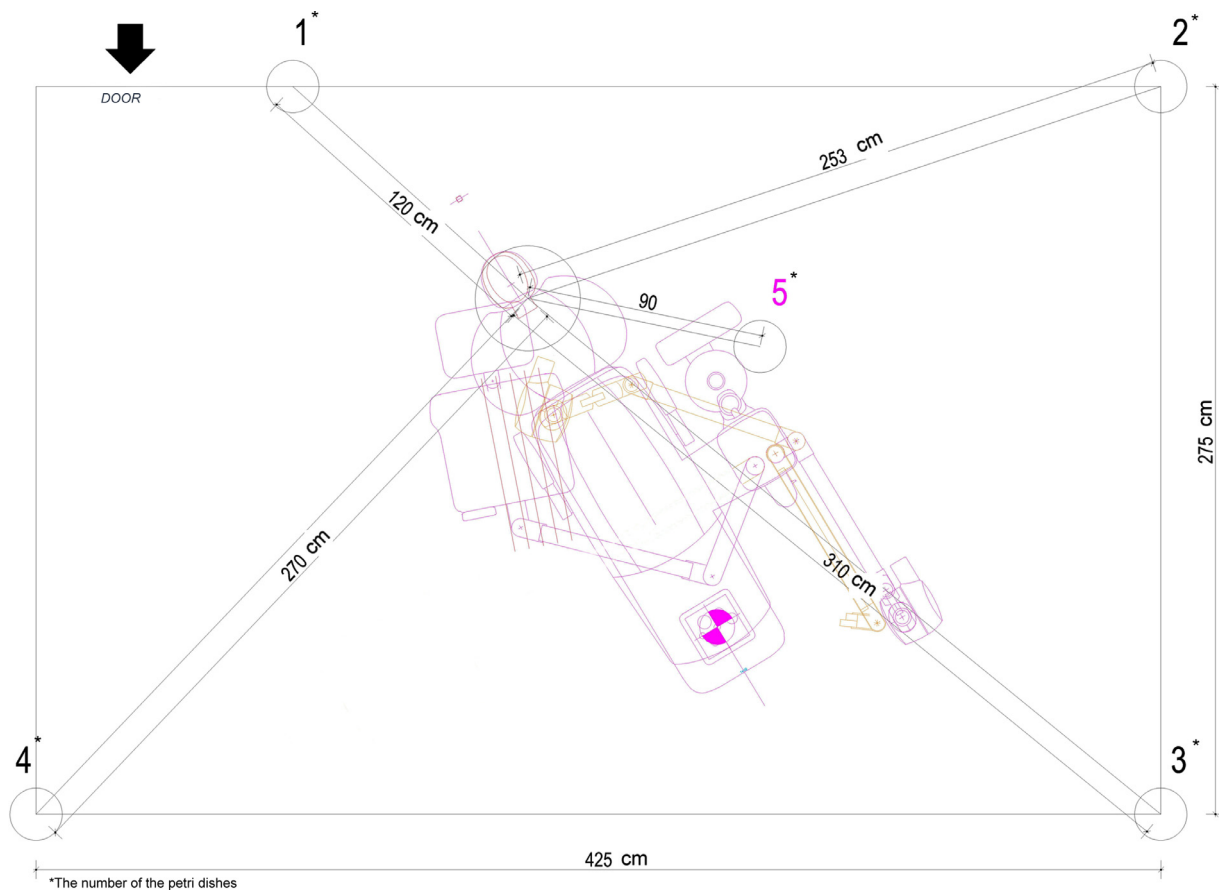 1*
2*
DOOR
253 cm
120 cm
5*
90
275 cm
270 cm
310 cm
4*
3*
425 cm
*The number of the petri dishes